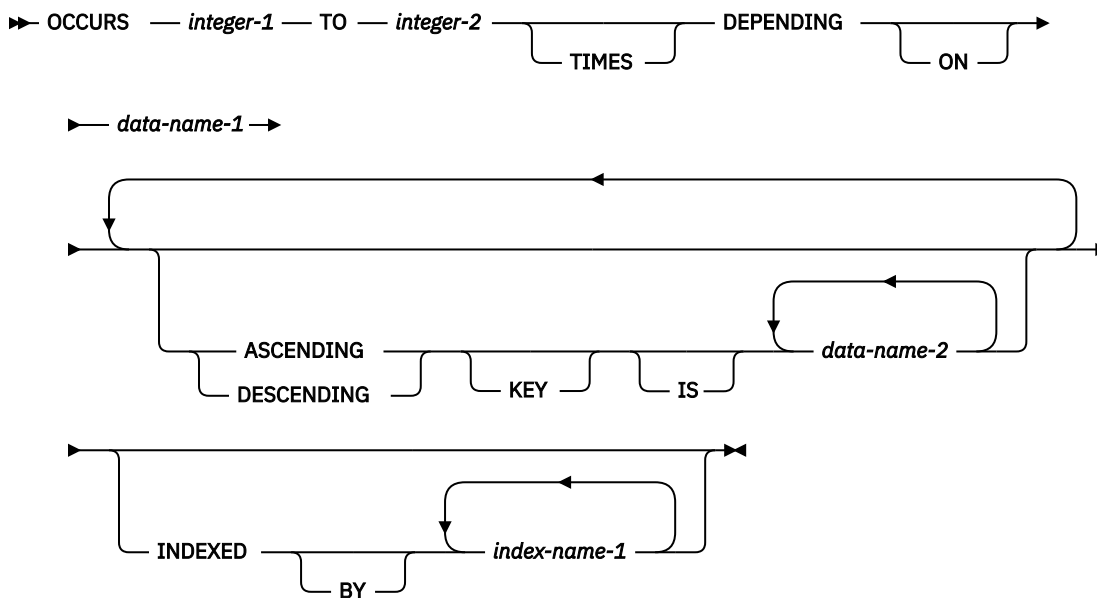 OCCURS integer-1 TO integer-2 DEPENDING
TIMES ON
data-name-1
ASCENDING data-name-2
DESCENDING KEY IS
INDEXED index-name-1
BY